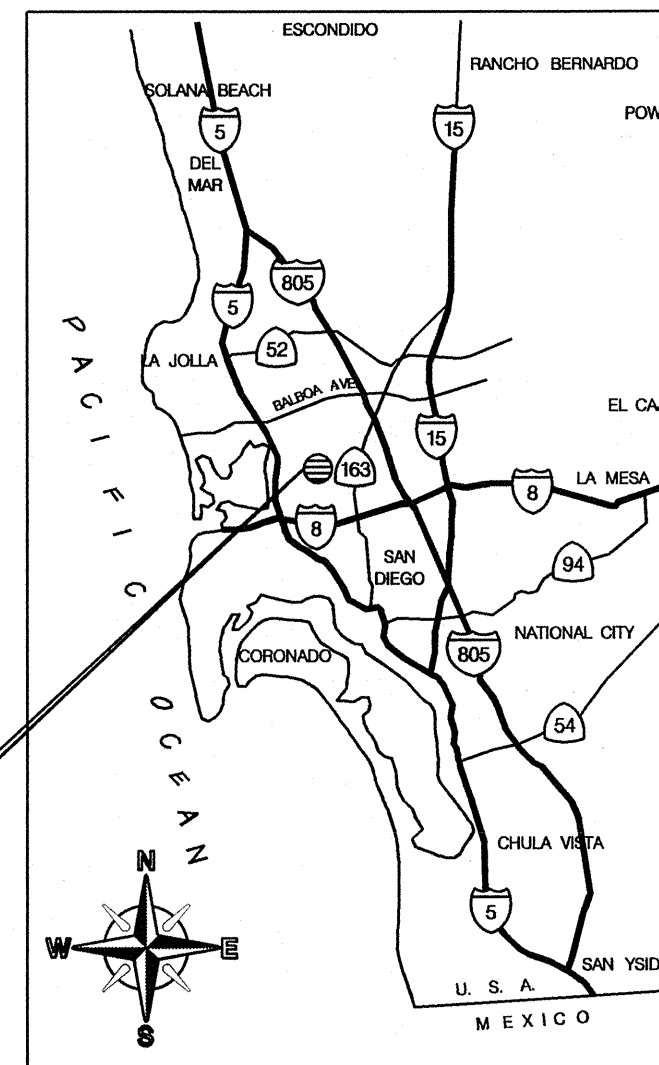 ESCONDIDO
RANCHO BERNARDO
SOLANA BEACH
POW
5
15
DEL
MAR
805
5
PACIFIC
52
LA JOLLA
BALBOA AVE
EL CA
15
163
LA MESA
8
8
SAN
DIEGO
94
NATIONAL CITY
CORONADO
805
OCEAN
54
CHULA VISTA
N
5
W
E
SAN YSID
U. S. A.
MEXICO
S